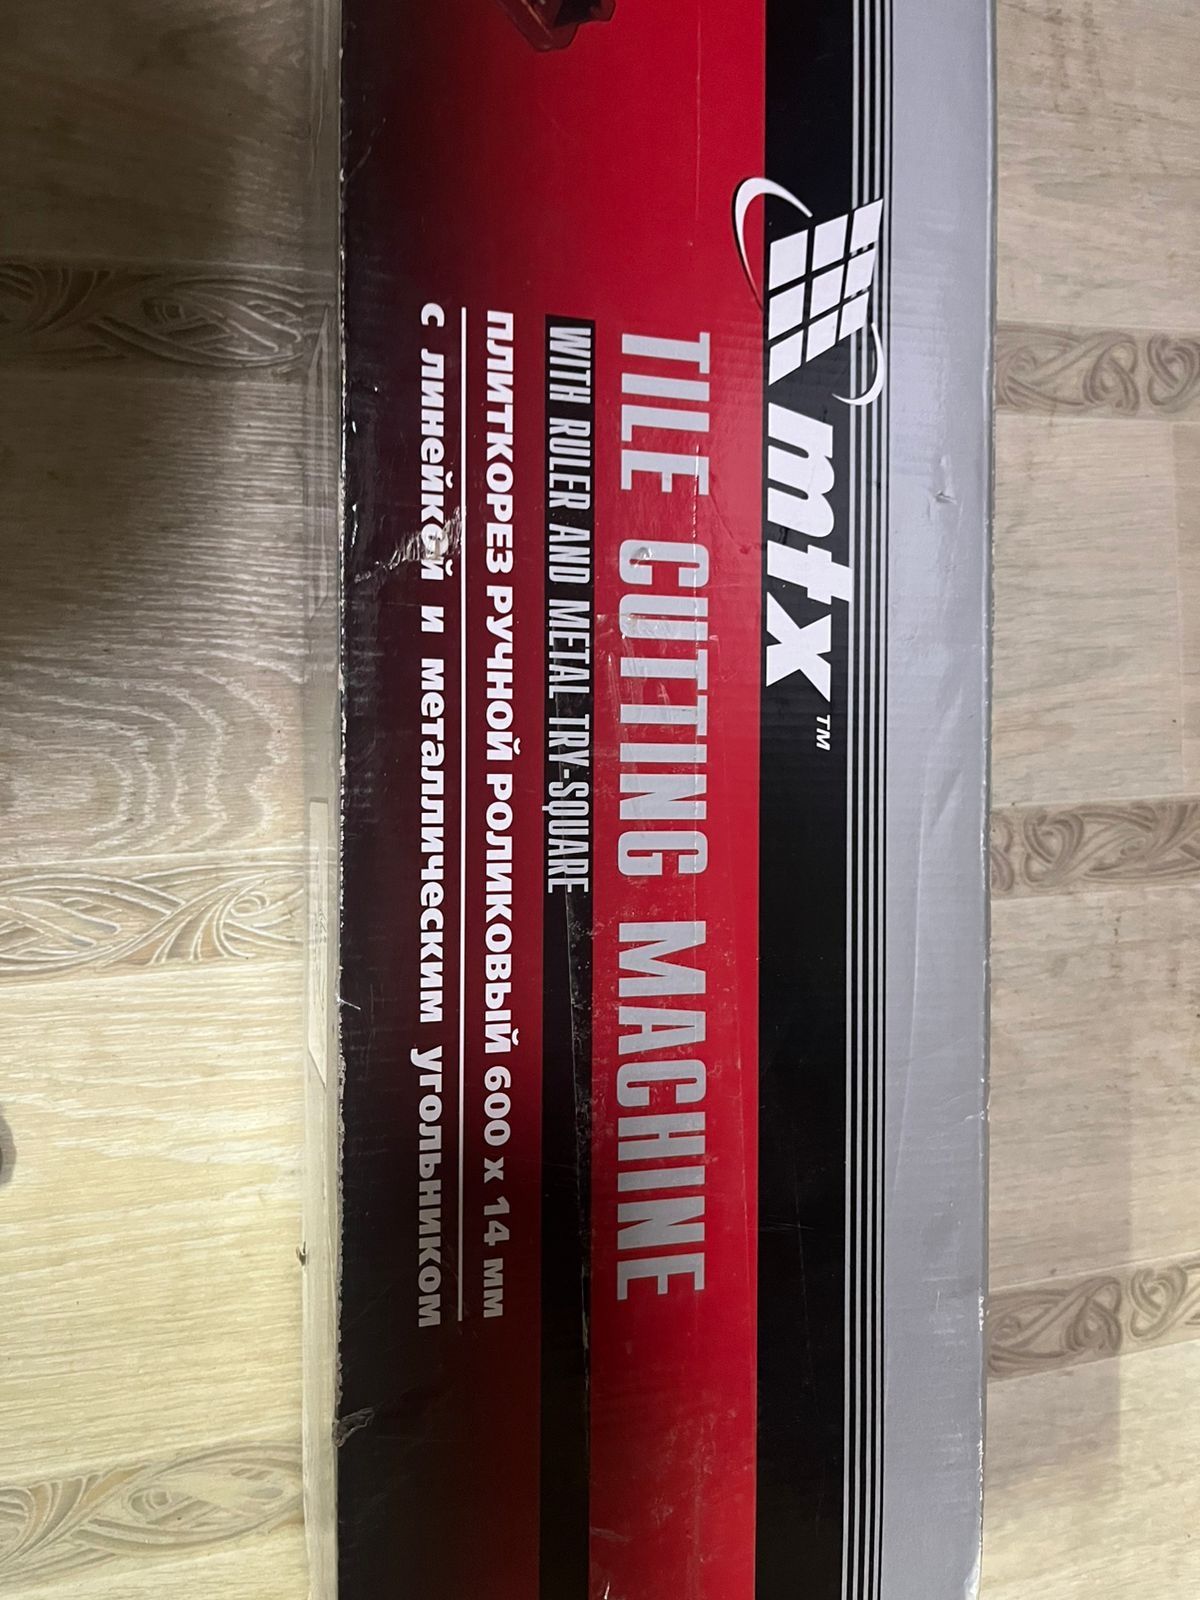 mtx™
TILE CUTTING MACHINE
WITH RULER AND METAL TRY-SQUARE
ПЛИТКОРЕЗ РУЧНОЙ РОЛИКОВЫЙ 600 х 14 мм
с линейкой и металлическим угольником